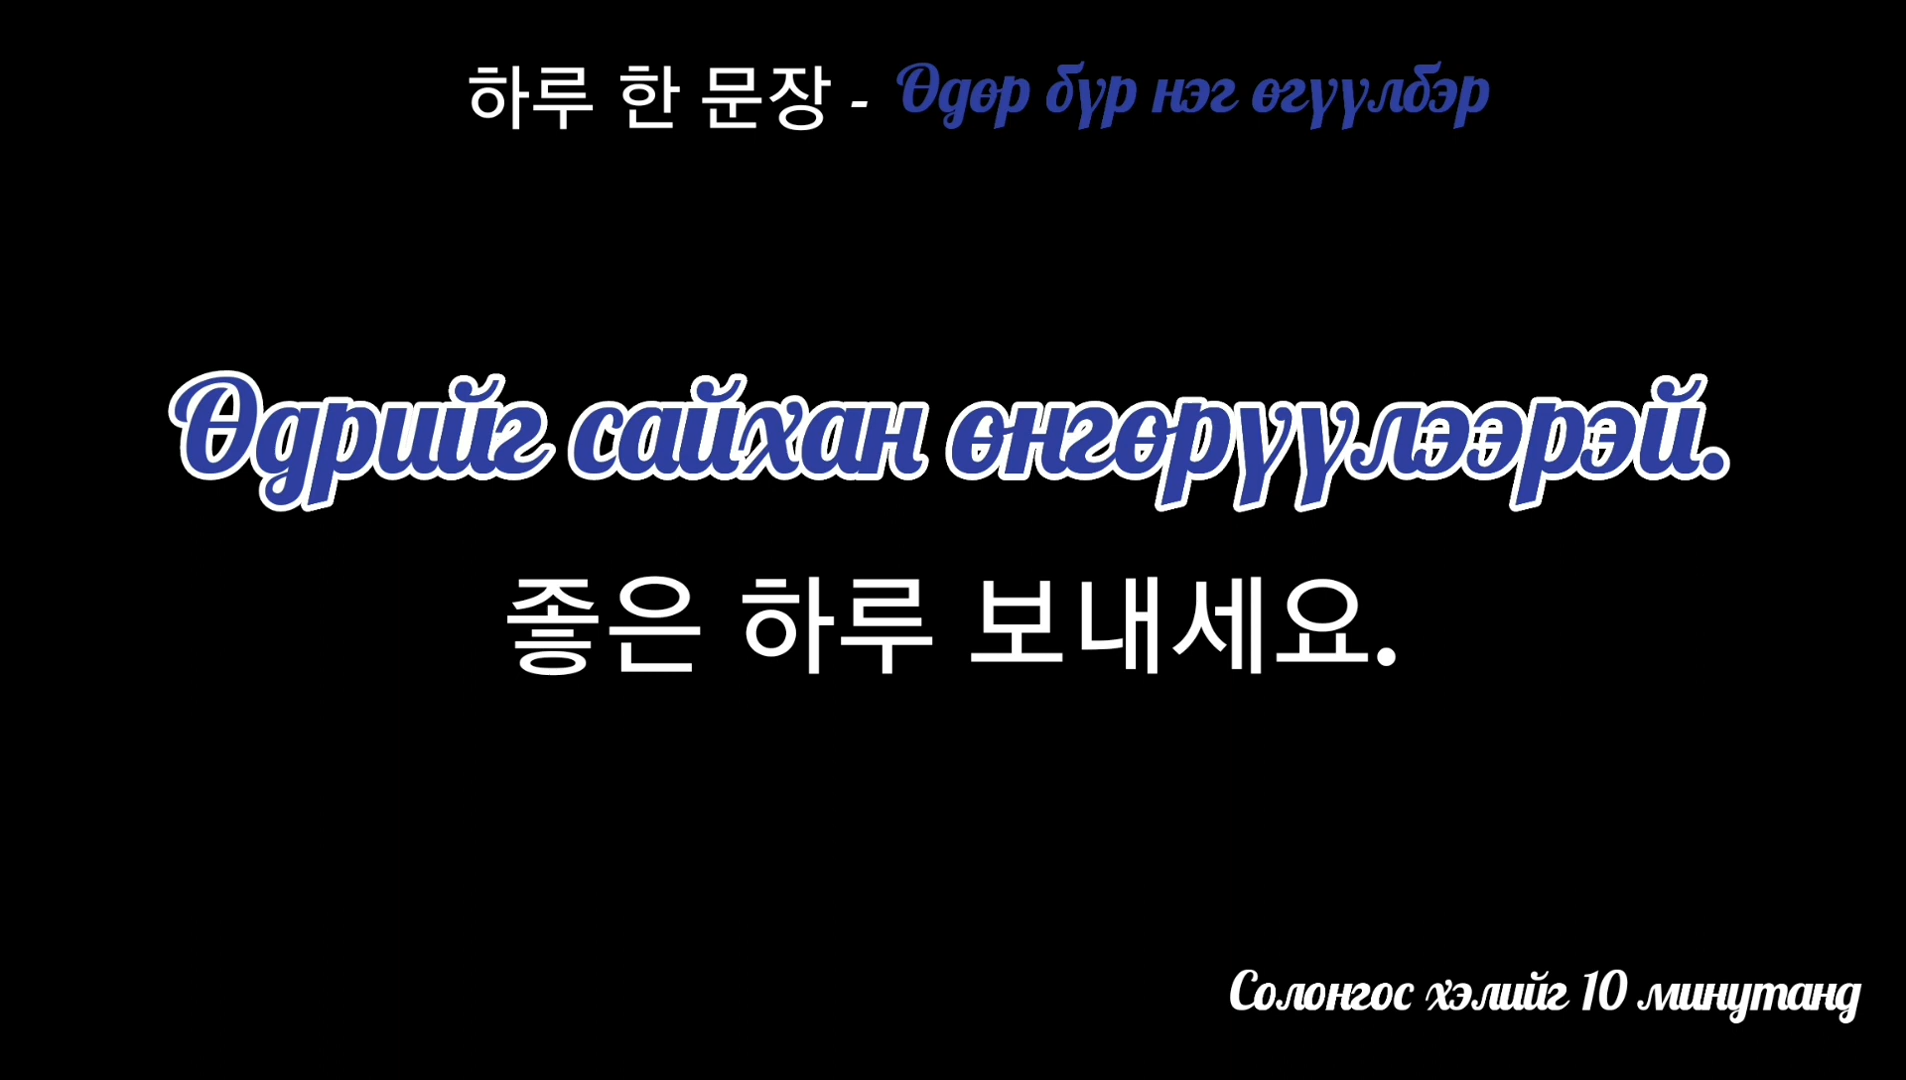 하루 한 문장 - Өдөр бүр нэг өгүүлбэр
Өдрийг сайхан өнгөрүүлээрэй.
좋은 하루 보내세요.
Солонгос хэлийг 10 минутанд